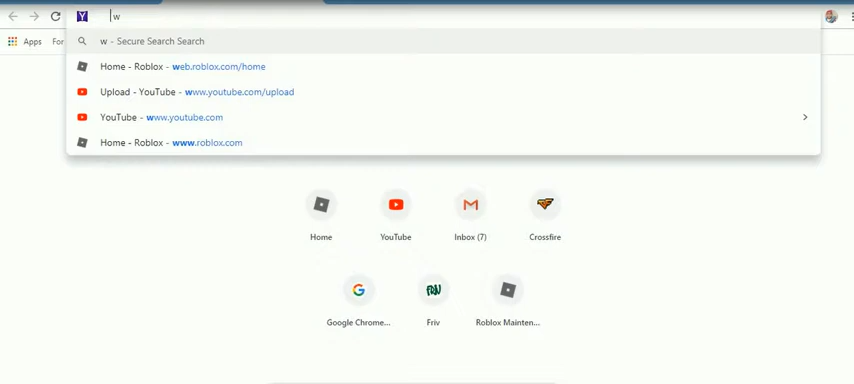 w
Apps For
w - Secure Search Search
Home - Roblox - web.roblox.com/home
Upload - YouTube - www.youtube.com/upload
YouTube - www.youtube.com
Home - Roblox - www.roblox.com
Home YouTube Inbox (7) Crossfire
Google Chrome... Friv Roblox Mainten...